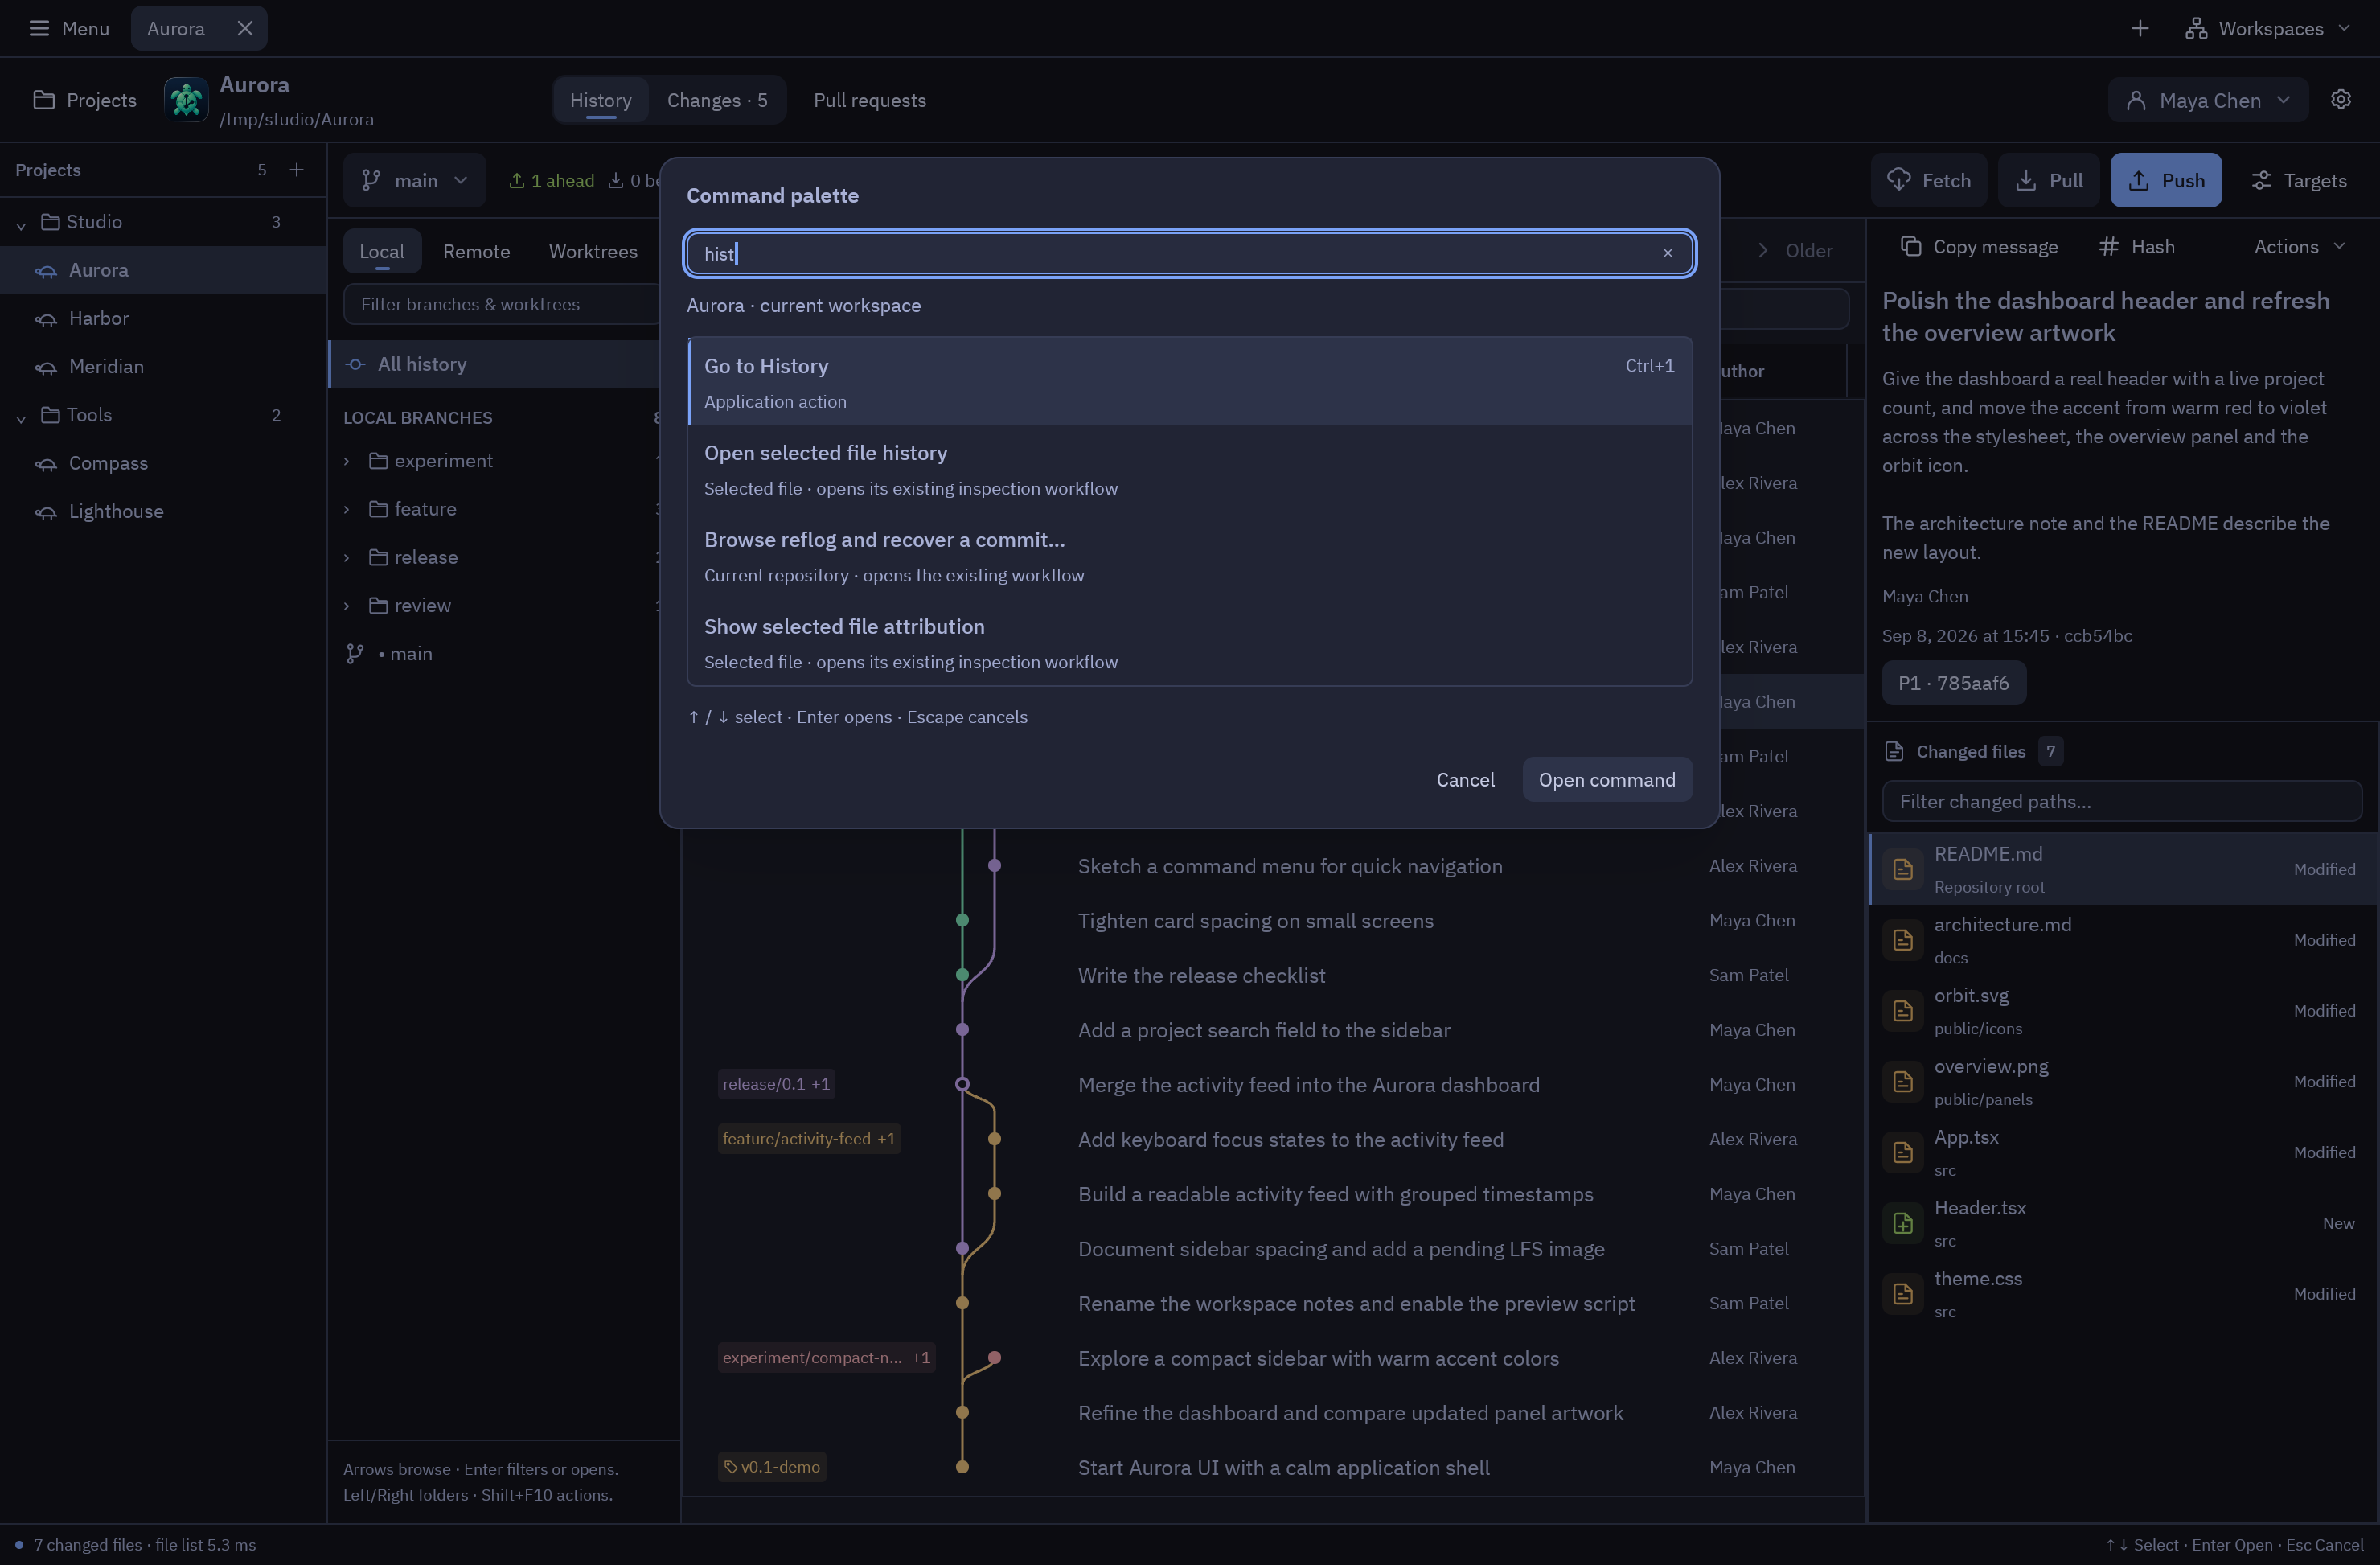 Menu
Aurora
Workspaces
Projects
Aurora
/tmp/studio/Aurora
History
Changes · 5
Pull requests
Maya Chen
Projects
5
Studio
3
Aurora
Harbor
Meridian
Tools
2
Compass
Lighthouse
main
1 ahead
0
Fetch
Pull
Push
Targets
Local
Remote
Worktrees
Filter branches & worktrees
All history
LOCAL BRANCHES
experiment
feature
release
review
• main
Arrows browse · Enter filters or opens.
Left/Right folders · Shift+F10 actions.
Command palette
hist
Aurora · current workspace
Go to History
Ctrl+1
Application action
Open selected file history
Selected file · opens its existing inspection workflow
Browse reflog and recover a commit...
Current repository · opens the existing workflow
Show selected file attribution
Selected file · opens its existing inspection workflow
↑ / ↓ select · Enter opens · Escape cancels
Cancel
Open command
Older
Sketch a command menu for quick navigation
Alex Rivera
Tighten card spacing on small screens
Maya Chen
Write the release checklist
Sam Patel
Add a project search field to the sidebar
Maya Chen
release/0.1 +1
Merge the activity feed into the Aurora dashboard
Maya Chen
feature/activity-feed +1
Add keyboard focus states to the activity feed
Alex Rivera
Build a readable activity feed with grouped timestamps
Maya Chen
Document sidebar spacing and add a pending LFS image
Sam Patel
Rename the workspace notes and enable the preview script
Sam Patel
experiment/compact-n... +1
Explore a compact sidebar with warm accent colors
Alex Rivera
Refine the dashboard and compare updated panel artwork
Alex Rivera
v0.1-demo
Start Aurora UI with a calm application shell
Maya Chen
Copy message
Hash
Actions
Polish the dashboard header and refresh
the overview artwork
Give the dashboard a real header with a live project
count, and move the accent from warm red to violet
across the stylesheet, the overview panel and the
orbit icon.
The architecture note and the README describe the
new layout.
Maya Chen
Sep 8, 2026 at 15:45 · ccb54bc
P1 · 785aaf6
Changed files
7
Filter changed paths...
README.md
Repository root
Modified
architecture.md
docs
Modified
orbit.svg
public/icons
Modified
overview.png
public/panels
Modified
App.tsx
src
Modified
Header.tsx
src
New
theme.css
src
Modified
7 changed files · file list 5.3 ms
↑↓ Select · Enter Open · Esc Cancel